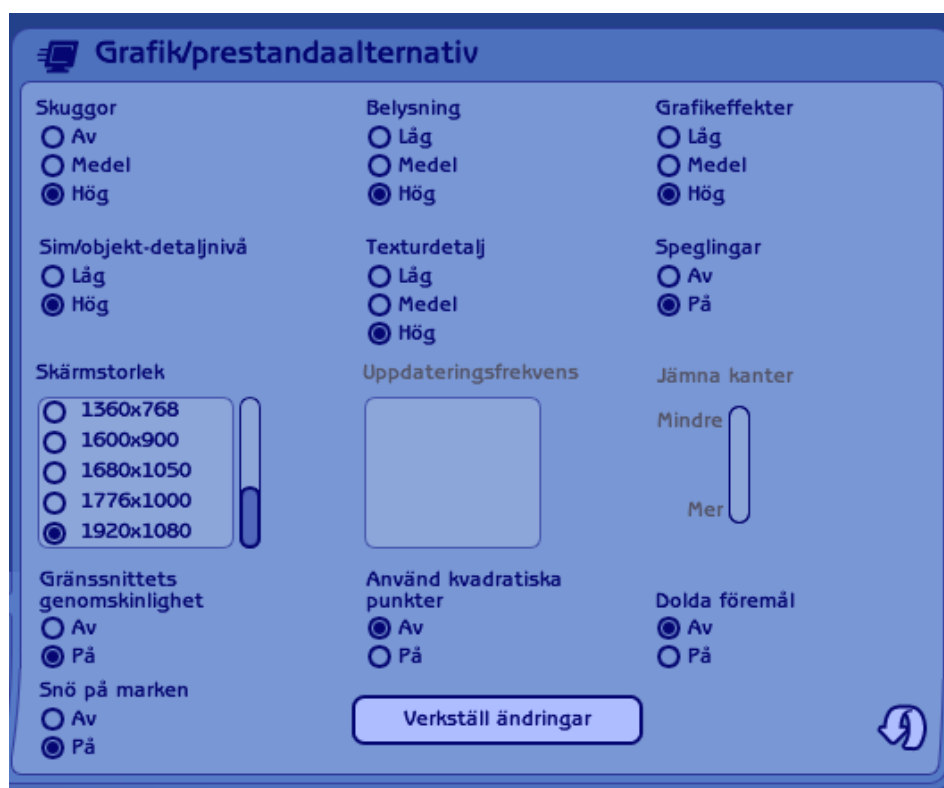 Grafik/prestandaalternativ
Skuggor
Av
Medel
Hög
Belysning
Låg
Medel
Hög
Grafikeffekter
Låg
Medel
Hög
Sim/objekt-detaljnivå
Låg
Hög
Texturdetalj
Låg
Medel
Hög
Speglingar
Av
På
Skärmstorlek
1360x768
1600x900
1680x1050
1776x1000
1920x1080
Uppdateringsfrekvens
Jämna kanter
Mindre
Mer
Gränssnittets
genomskinlighet
Av
På
Använd kvadratiska
punkter
Av
På
Dolda föremål
Av
På
Snö på marken
Av
På
Verkställ ändringar